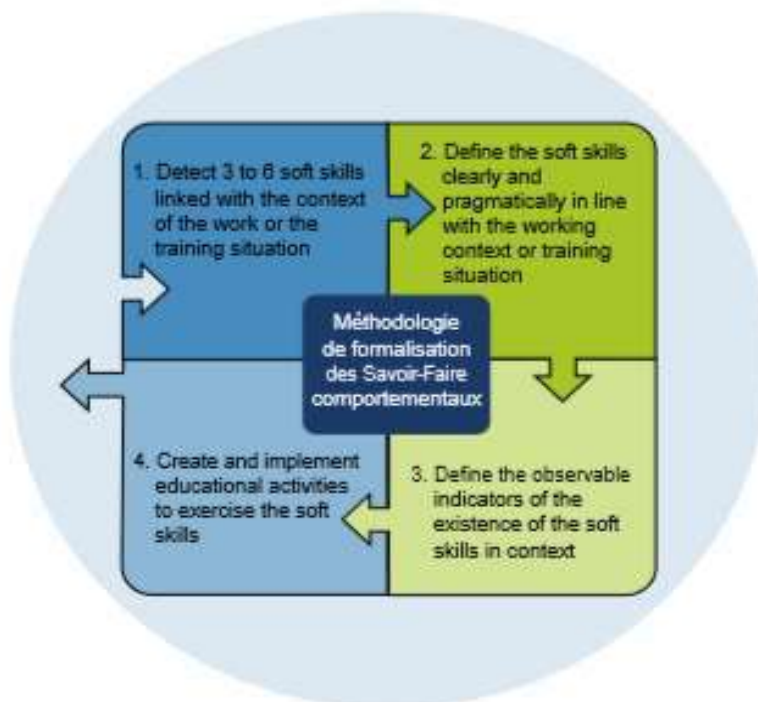 1. Detect 3 to 6 soft skills
linked with the context
of the work or the
training situation
2. Define the soft skills
clearly and
pragmatically in line
with the working
context or training
situation
Méthodologie
de formalisation
des Savoir-Faire
comportementaux
4. Create and implement
educational activities
to exercise the soft
skills
3. Define the observable
indicators of the
existence of the soft
skills in context